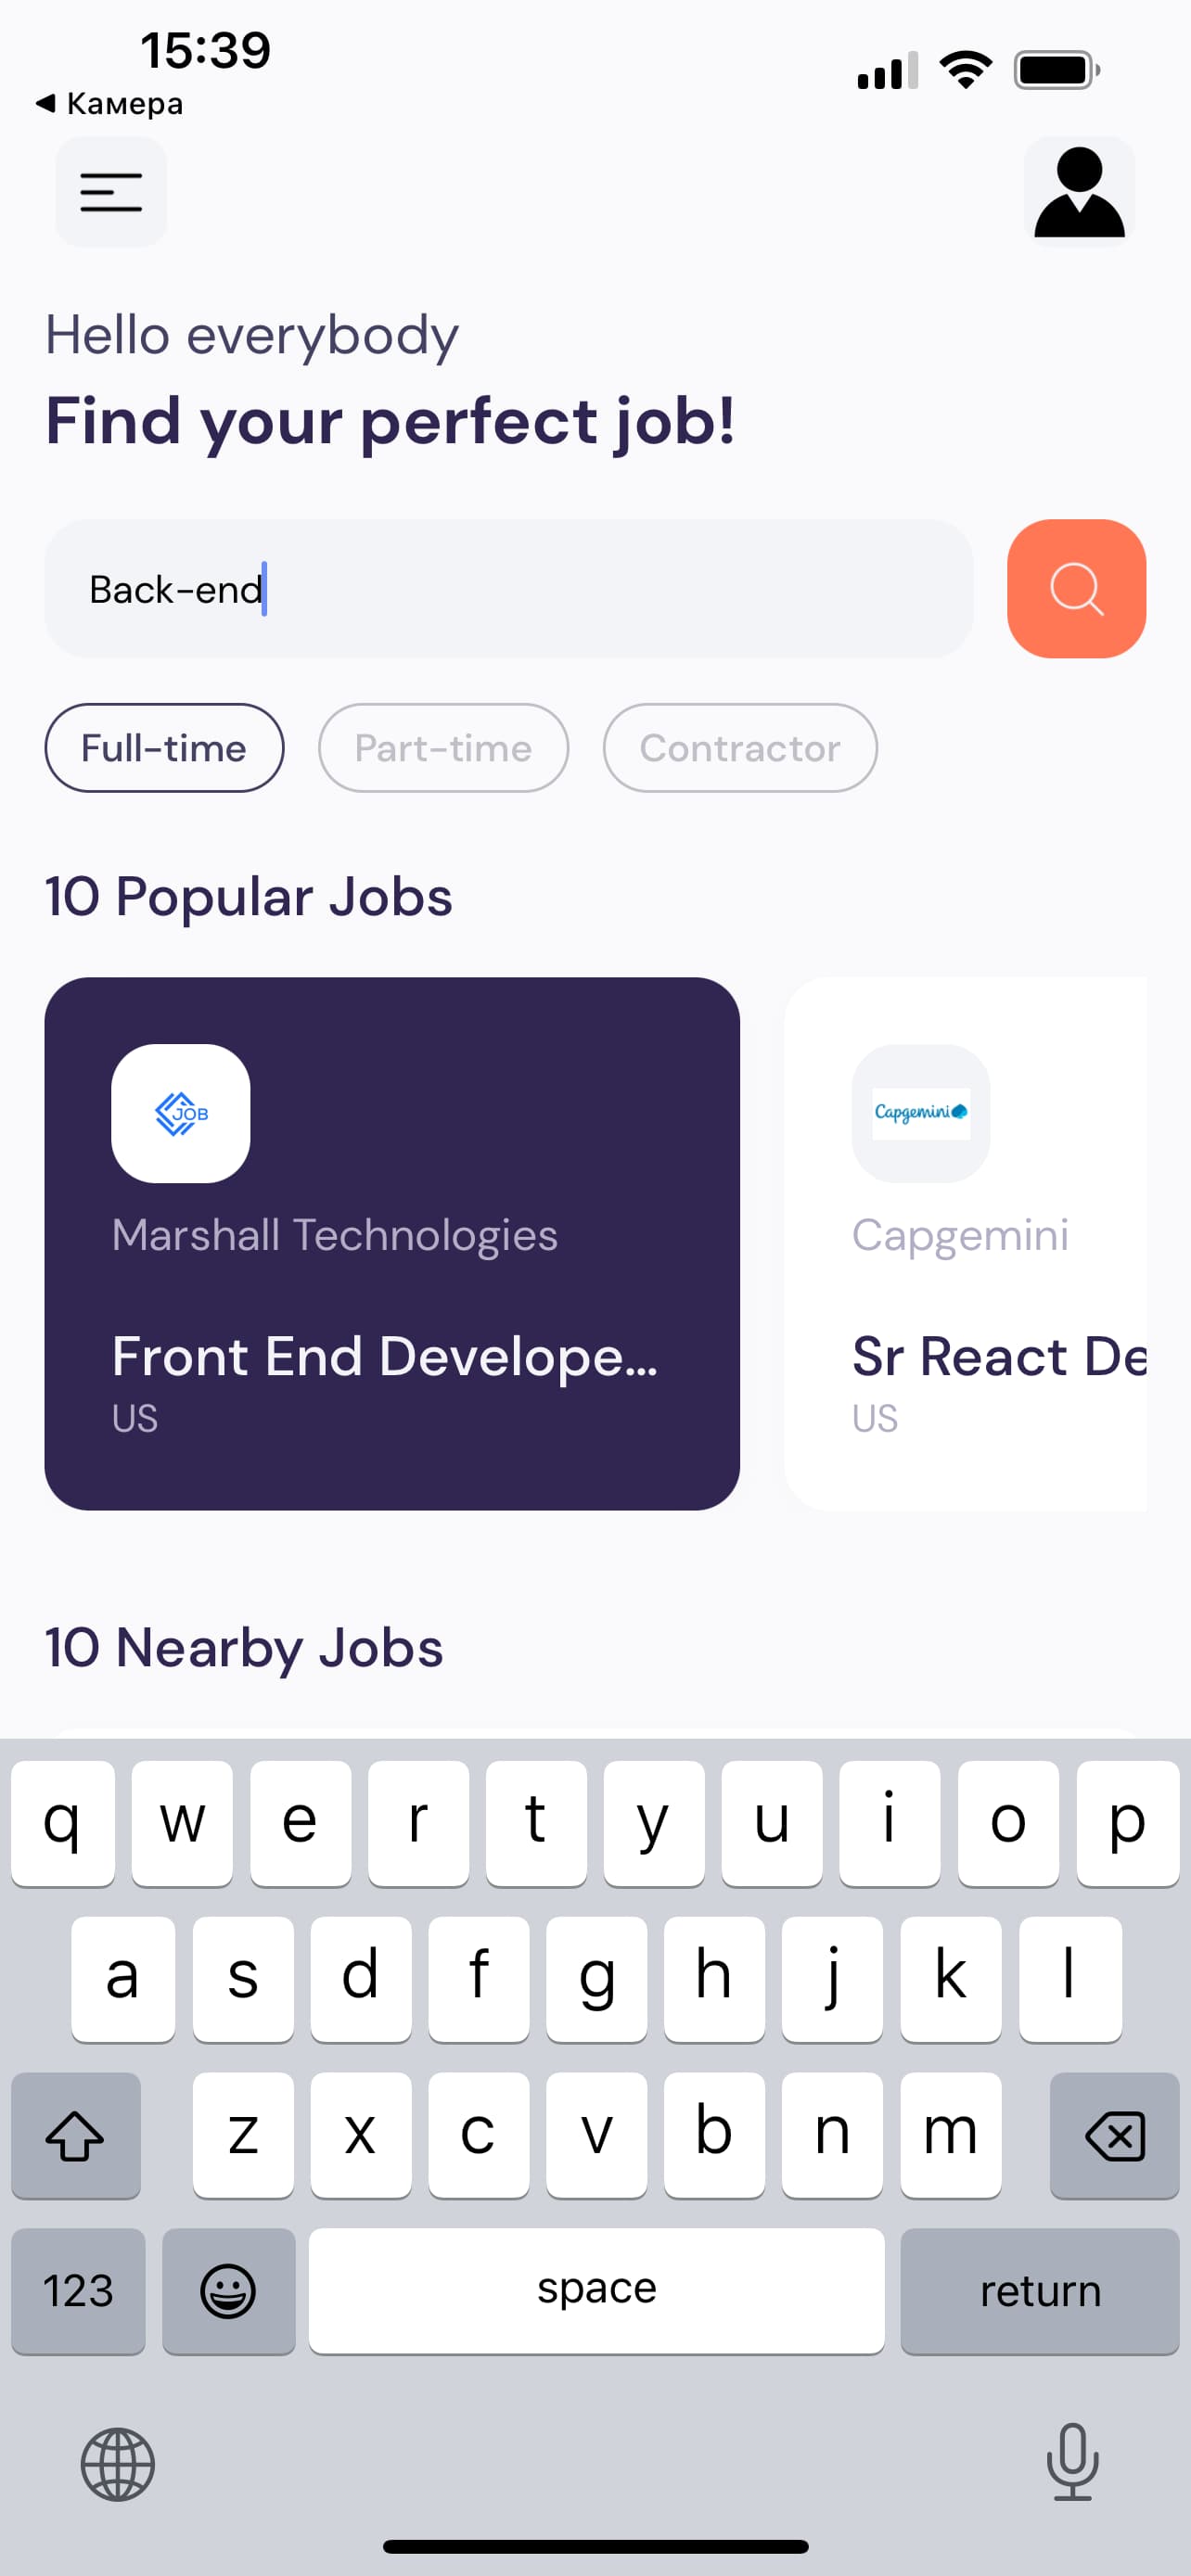 15:39
◀ Камера
Hello everybody
Find your perfect job!
Back-end
Full-time Part-time Contractor
10 Popular Jobs
JOB
Capgemini
Marshall Technologies
Capgemini
Front End Develope...
Sr React De
US
US
10 Nearby Jobs
q w e r t y u i o p
a s d f g h j k l
z x c v b n m
123 space return